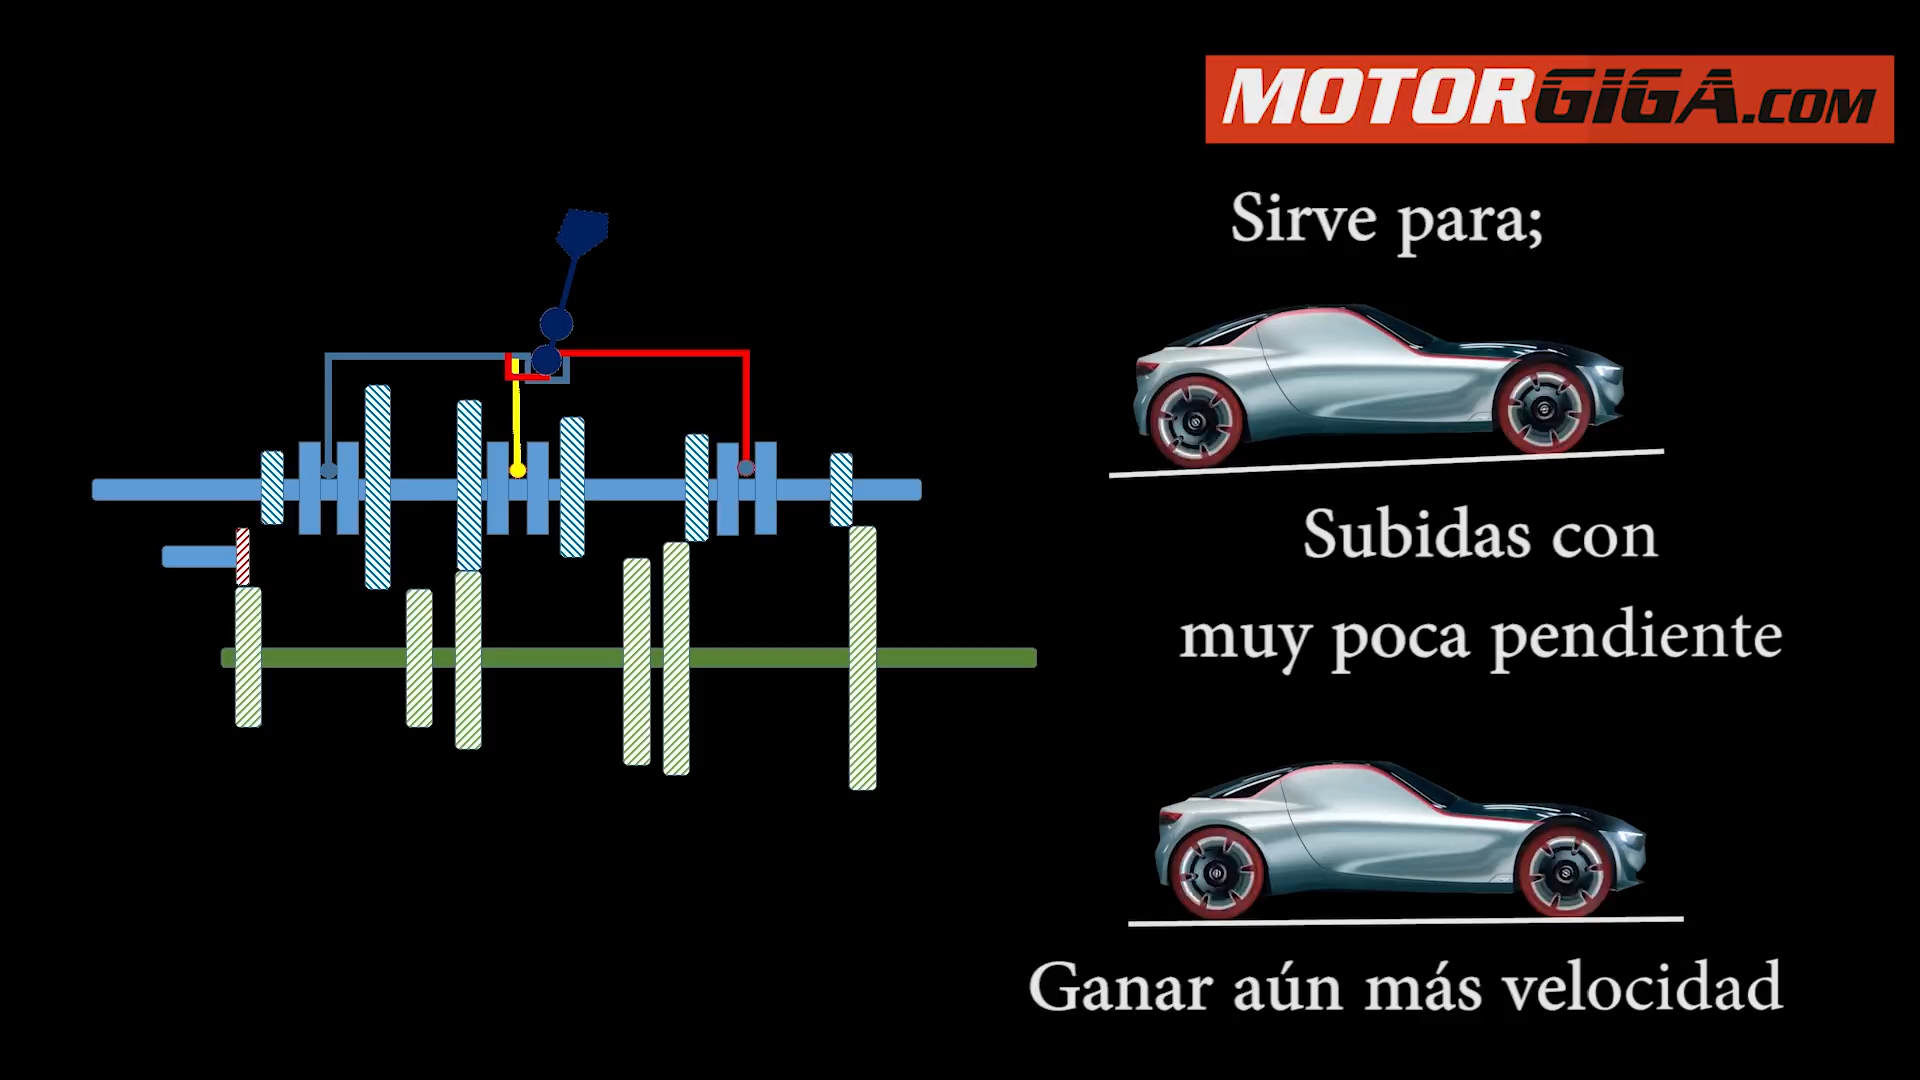 MOTORGIGA.COM
Sirve para;
Subidas con
muy poca pendiente
Ganar aún más velocidad